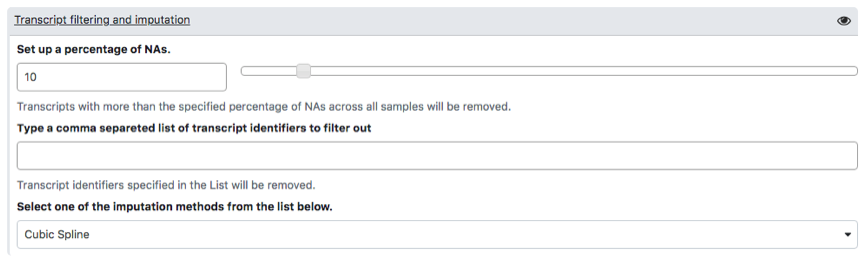 Transcript filtering and imputation
Set up a percentage of NAs.
10
Transcripts with more than the specified percentage of NAs across all samples will be removed.
Type a comma separeted list of transcript identifiers to filter out
Transcript identifiers specified in the List will be removed.
Select one of the imputation methods from the list below.
Cubic Spline